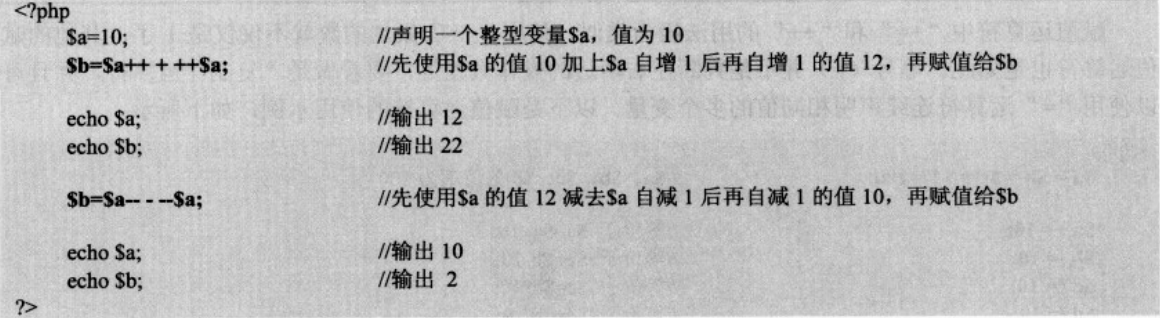 <?php
$a=10; //声明一个整型变量$a，值为 10
$b=$a++ + ++$a; //先使用$a 的值 10 加上$a 自增 1 后再自增 1 的值 12，再赋值给$b
echo $a; //输出 12
echo $b; //输出 22
$b=$a-- - --$a; //先使用$a 的值 12 减去$a 自减 1 后再自减 1 的值 10，再赋值给$b
echo $a; //输出 10
echo $b; //输出 2
?>